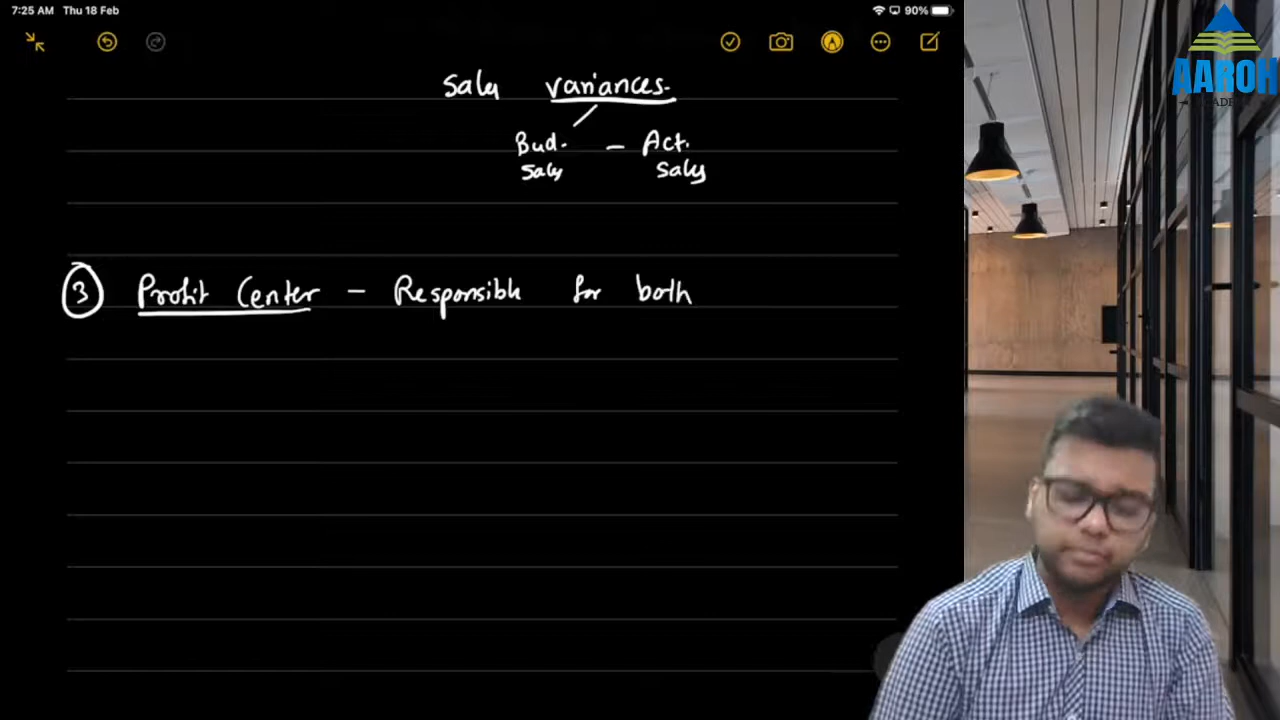 7:25 AM Thu 18 Feb
90%
AAROH
Sales variances.
Bud. - Act.
Sales Sales
3 Profit Center - Responsible for both